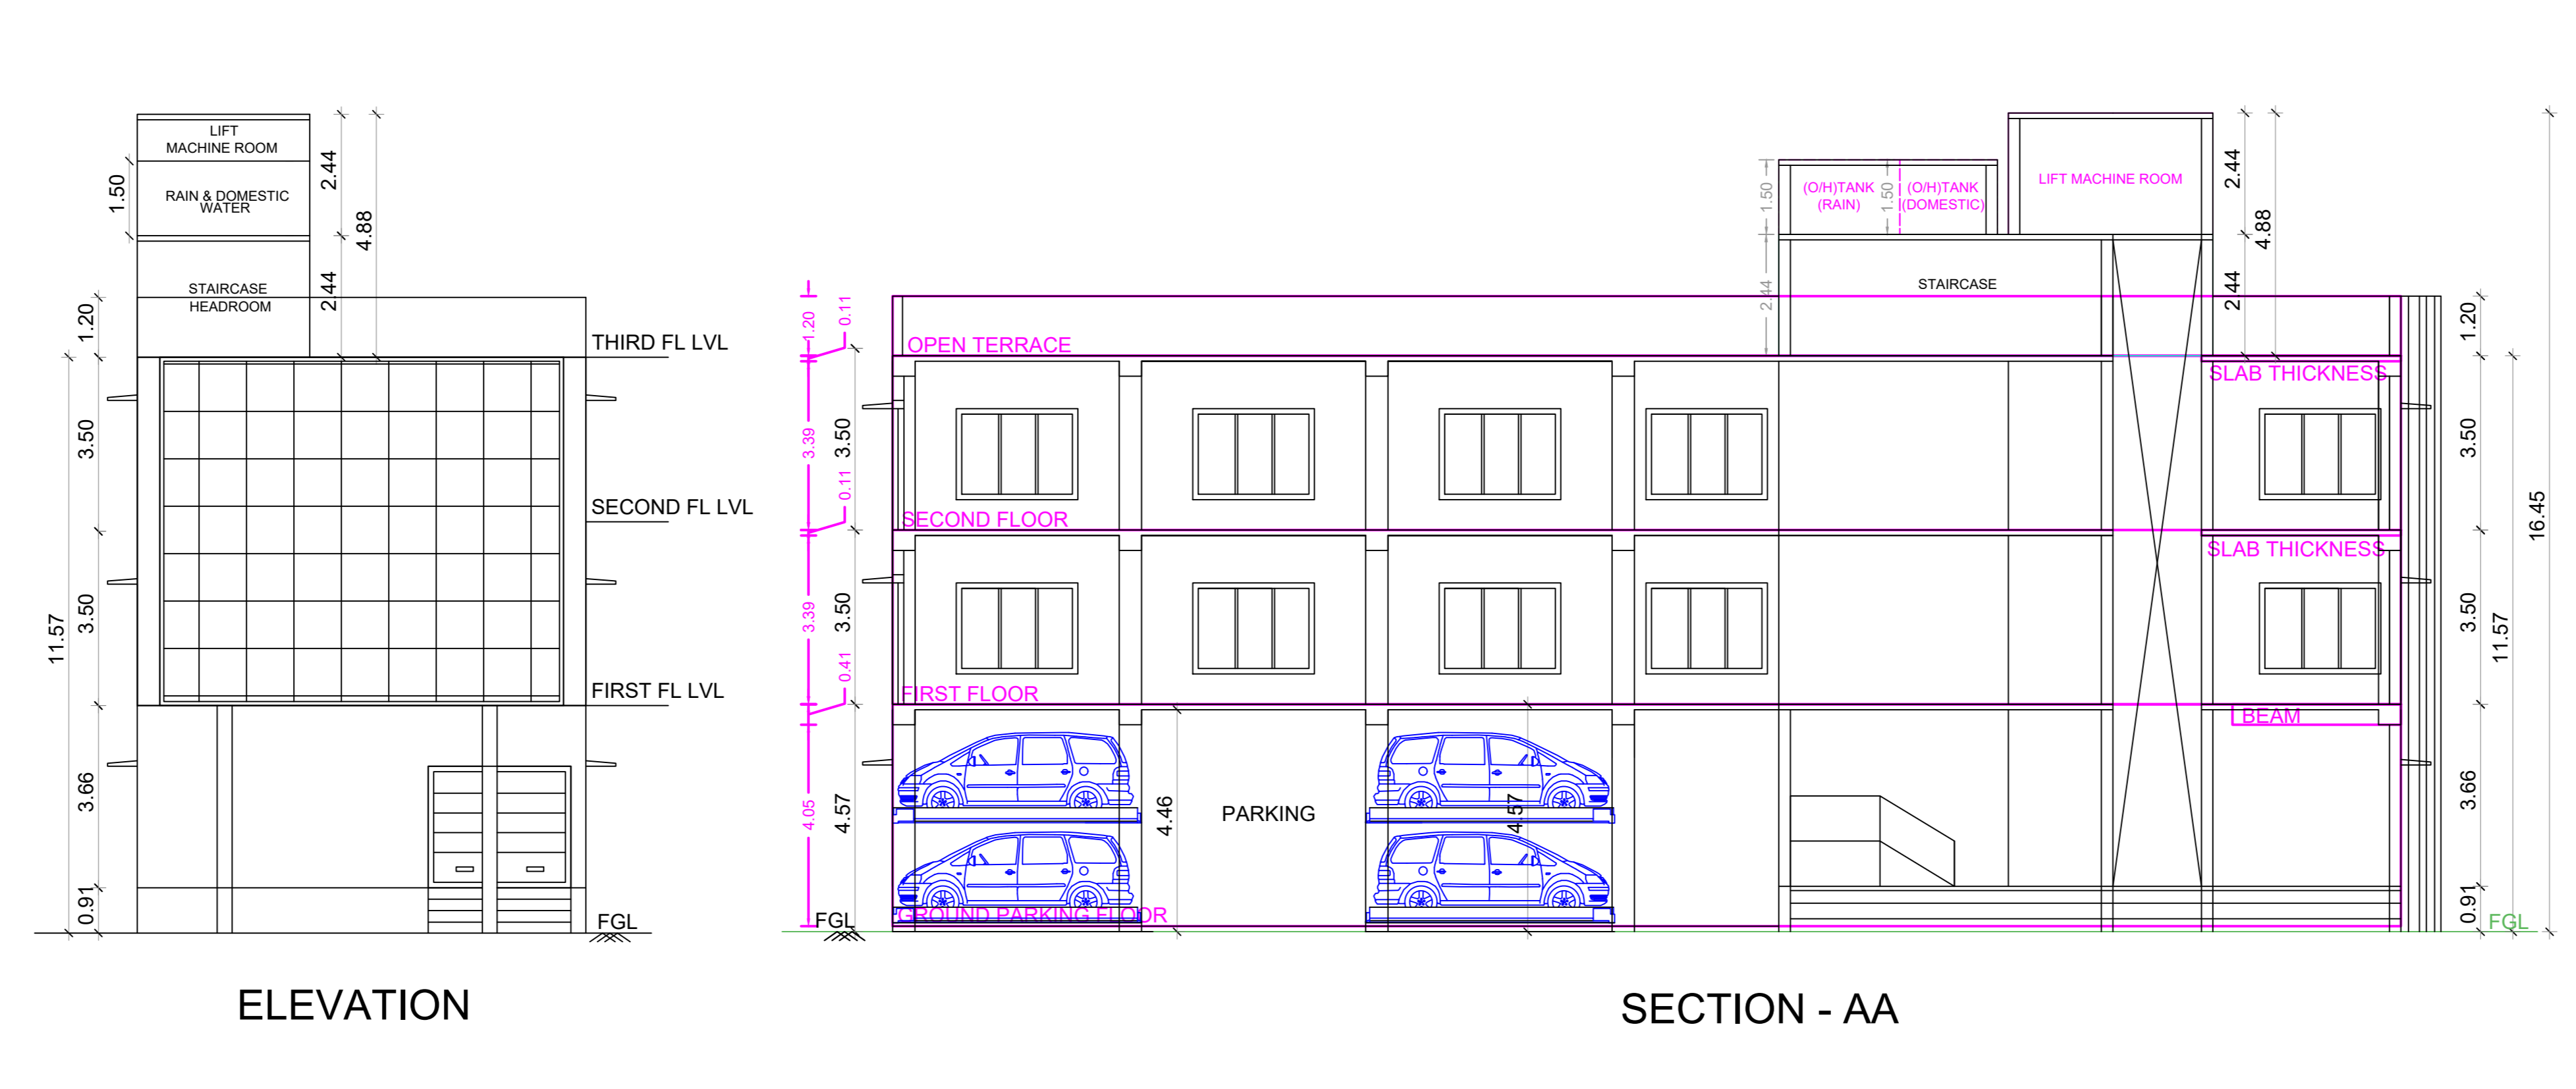 LIFT
MACHINE ROOM
RAIN & DOMESTIC
WATER
STAIRCASE
HEADROOM
1.50
2.44
4.88
2.44
1.20
3.50
3.50
11.57
3.66
0.91
THIRD FL LVL
SECOND FL LVL
FIRST FL LVL
FGL
ELEVATION
1.20
0.11
3.39
3.50
0.11
3.39
3.50
0.41
4.05
4.57
FGL
OPEN TERRACE
SECOND FLOOR
FIRST FLOOR
GROUND PARKING FLOOR
4.46
PARKING
4.57
1.50
(O/H)TANK
(RAIN)
1.50
(O/H)TANK
(DOMESTIC)
LIFT MACHINE ROOM
2.44
STAIRCASE
2.44
4.88
2.44
SLAB THICKNESS
SLAB THICKNESS
BEAM
1.20
3.50
3.50
11.57
3.66
0.91
16.45
FGL
SECTION - AA